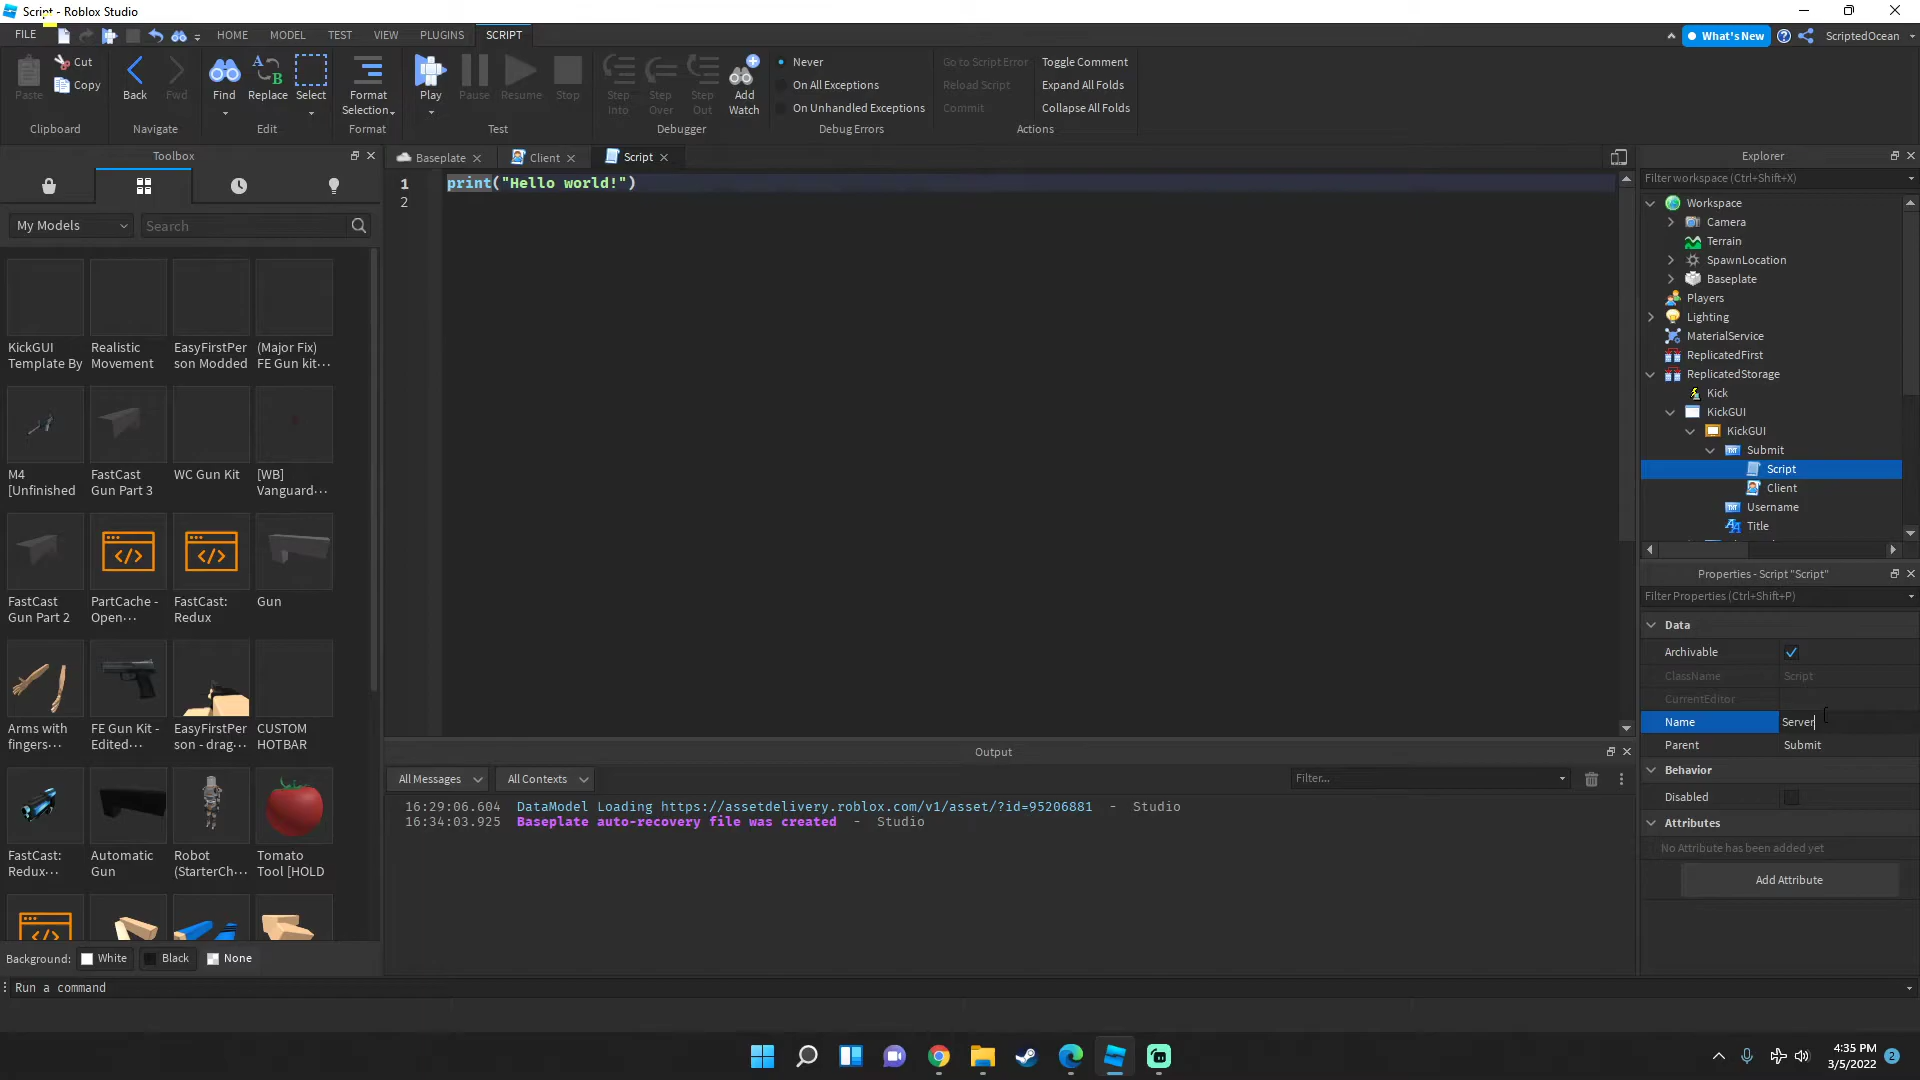 Script - Roblox Studio
FILE
HOME
MODEL
TEST
VIEW
PLUGINS
SCRIPT
What's New
ScriptedOcean
Paste
Cut
Copy
Clipboard
Back
Fwd
Navigate
Find
Replace
Select
Edit
Format
Selection
Format
Play
Pause
Resume
Stop
Test
Step
Into
Step
Over
Step
Out
Add
Watch
Debugger
Never
On All Exceptions
On Unhandled Exceptions
Debug Errors
Go to Script Error
Reload Script
Commit
Toggle Comment
Expand All Folds
Collapse All Folds
Actions
Toolbox
My Models
Search
KickGUI
Template By
Realistic
Movement
EasyFirstPer
son Modded
(Major Fix)
FE Gun kit...
M4
[Unfinished
FastCast
Gun Part 3
WC Gun Kit
[WB]
Vanguard...
FastCast
Gun Part 2
PartCache -
Open...
FastCast:
Redux
Gun
Arms with
fingers...
FE Gun Kit -
Edited...
EasyFirstPer
son - drag...
CUSTOM
HOTBAR
FastCast:
Redux...
Automatic
Gun
Robot
(StarterCh...
Tomato
Tool [HOLD
Background:
White
Black
None
Baseplate
Client
Script
1 print("Hello world!")
2
Output
All Messages
All Contexts
Filter...
16:29:06.604 DataModel Loading https://assetdelivery.roblox.com/v1/asset/?id=95206881 - Studio
16:34:03.925 Baseplate auto-recovery file was created - Studio
Explorer
Filter workspace (Ctrl+Shift+X)
Workspace
Camera
Terrain
SpawnLocation
Baseplate
Players
Lighting
MaterialService
ReplicatedFirst
ReplicatedStorage
Kick
KickGUI
KickGUI
Submit
Script
Client
Username
Title
Properties - Script "Script"
Filter Properties (Ctrl+Shift+P)
Data
Archivable
ClassName Script
CurrentEditor
Name Server
Parent Submit
Behavior
Disabled
Attributes
No Attribute has been added yet
Add Attribute
Run a command
4:35 PM
3/5/2022
2